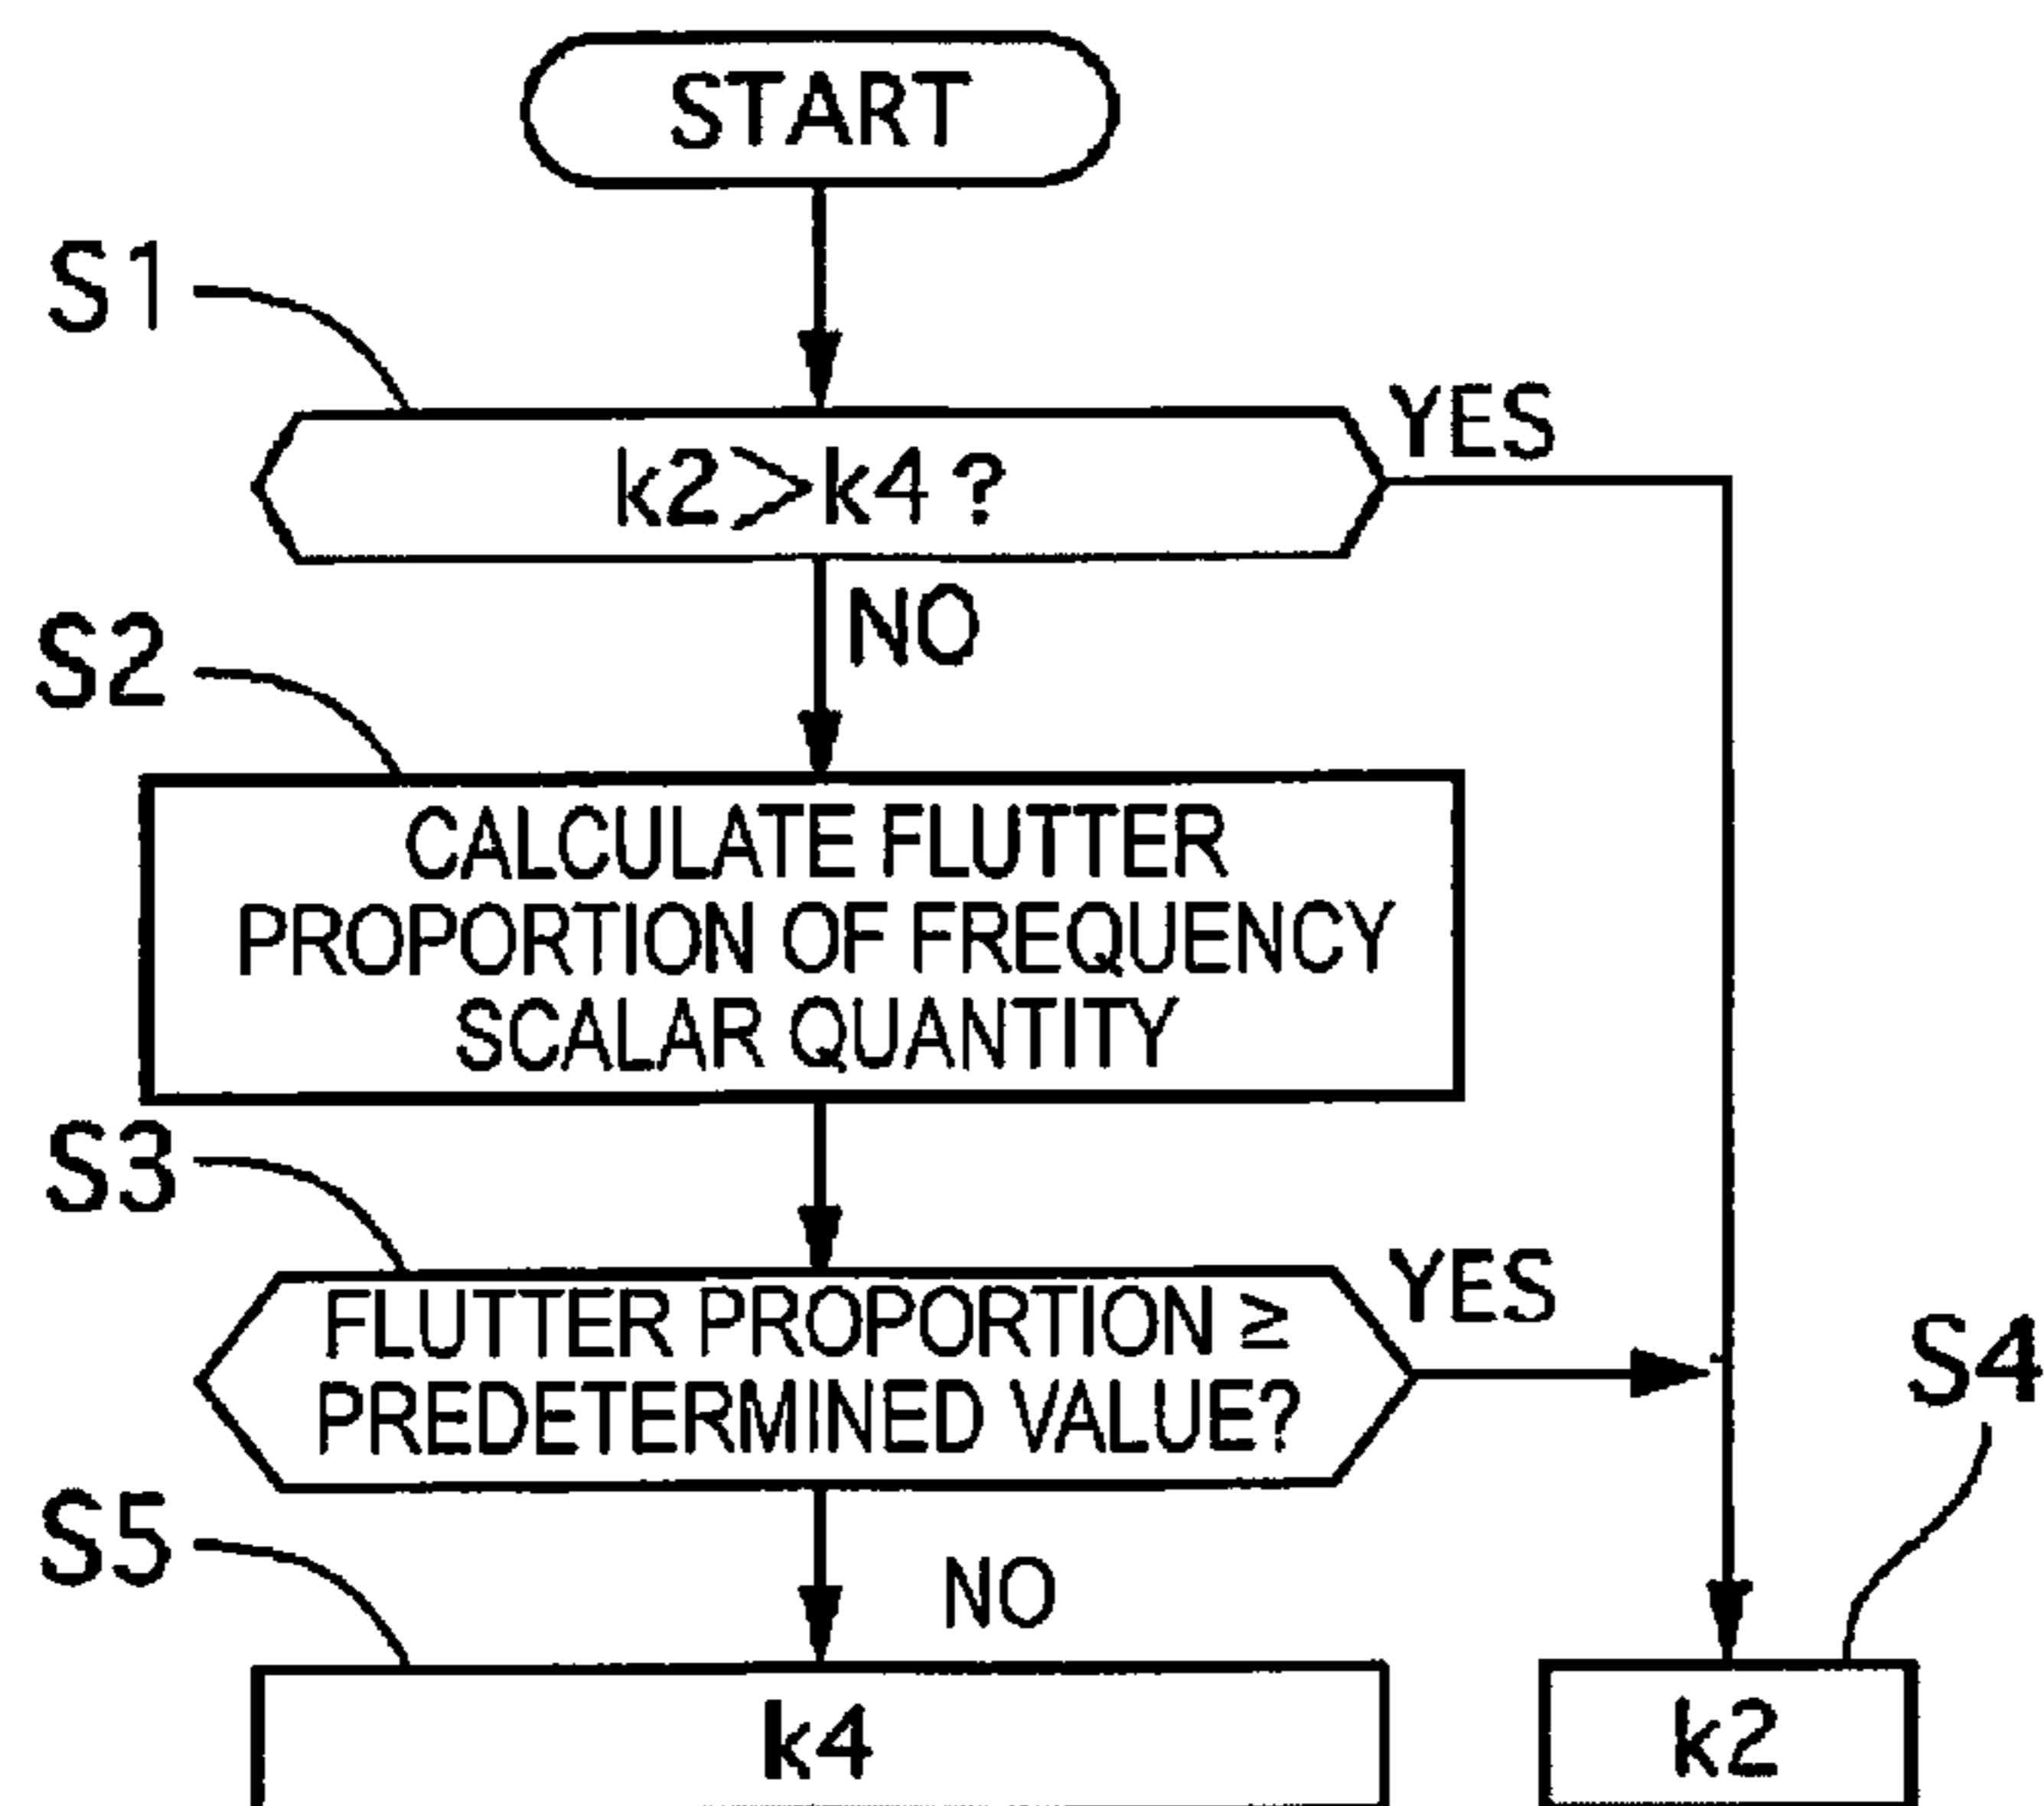 START
S1
k2>k4?
YES
NO
S2
CALCULATE FLUTTER
PROPORTION OF FREQUENCY
SCALAR QUANTITY
S3
FLUTTER PROPORTION ≥
PREDETERMINED VALUE?
YES
S4
S5
NO
k4
k2